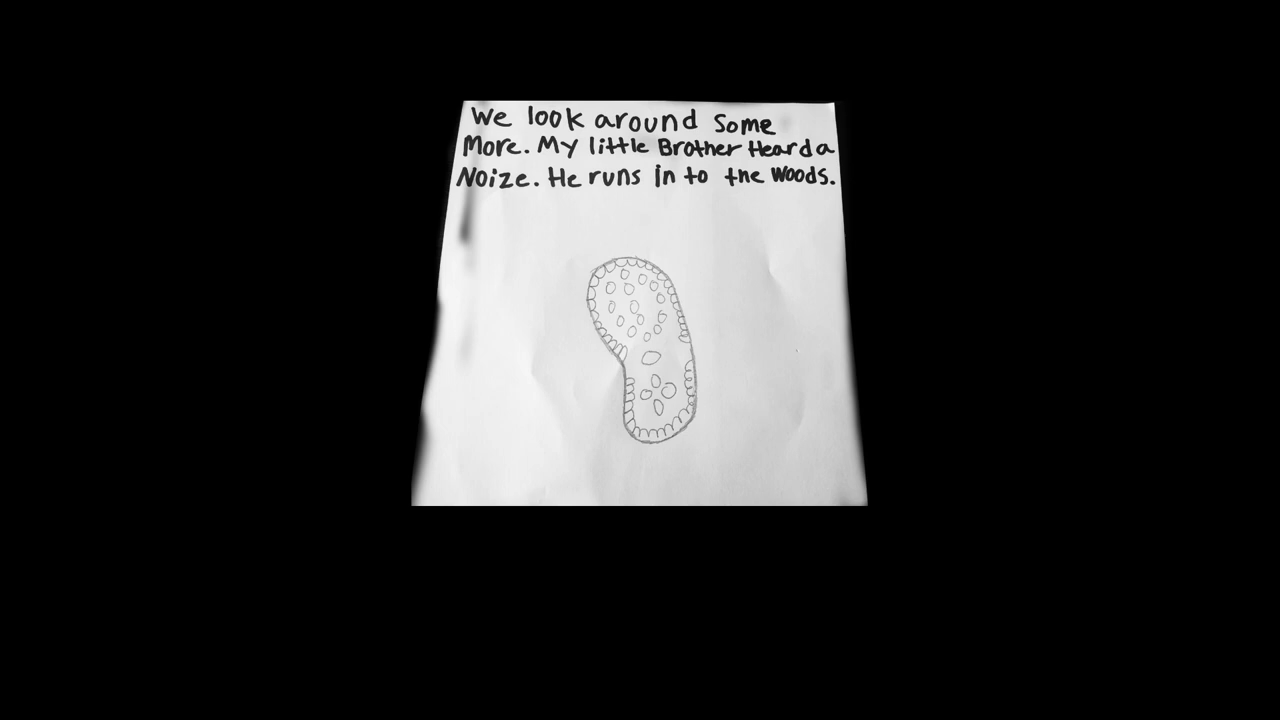 We look around Some
More. My little Brother Heard a
Noize. He runs in to the woods.